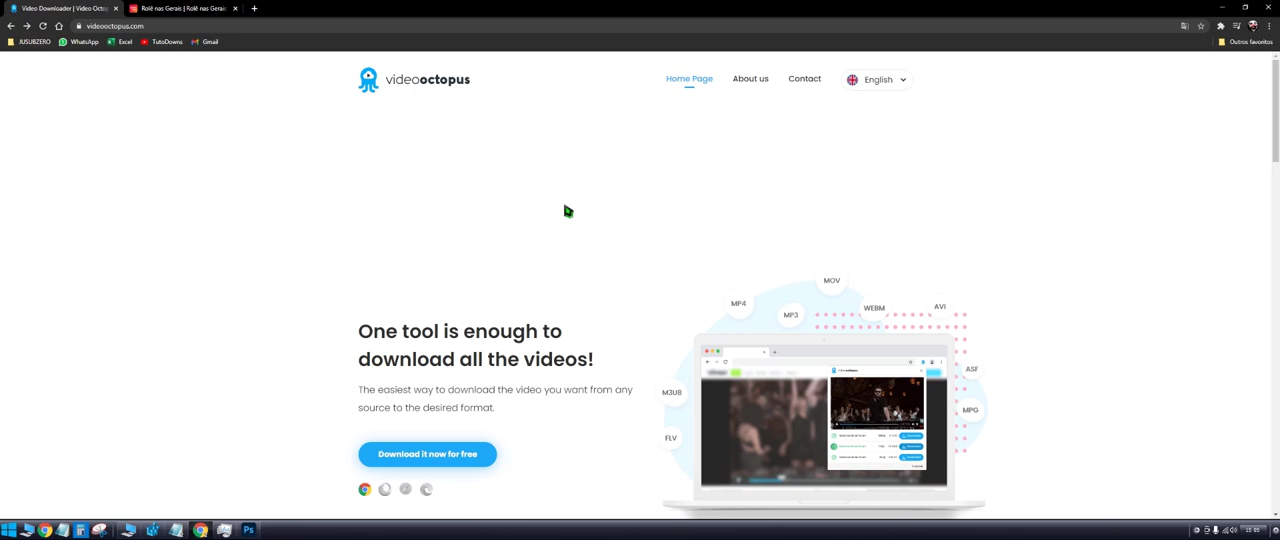 Video Downloader | Video Octop
Rolê nas Gerais | Rolê nas Gerais
videooctopus.com
JUSUBZERO
WhatsApp
Excel
TutoDowns
Gmail
Outros favoritos
videooctopus
Home Page
About us
Contact
English
MOV
MP4
WEBM
AVI
MP3
One tool is enough to
download all the videos!
ASF
The easiest way to download the video you want from any
source to the desired format.
M3U8
MPG
FLV
Download it now for free
Ps